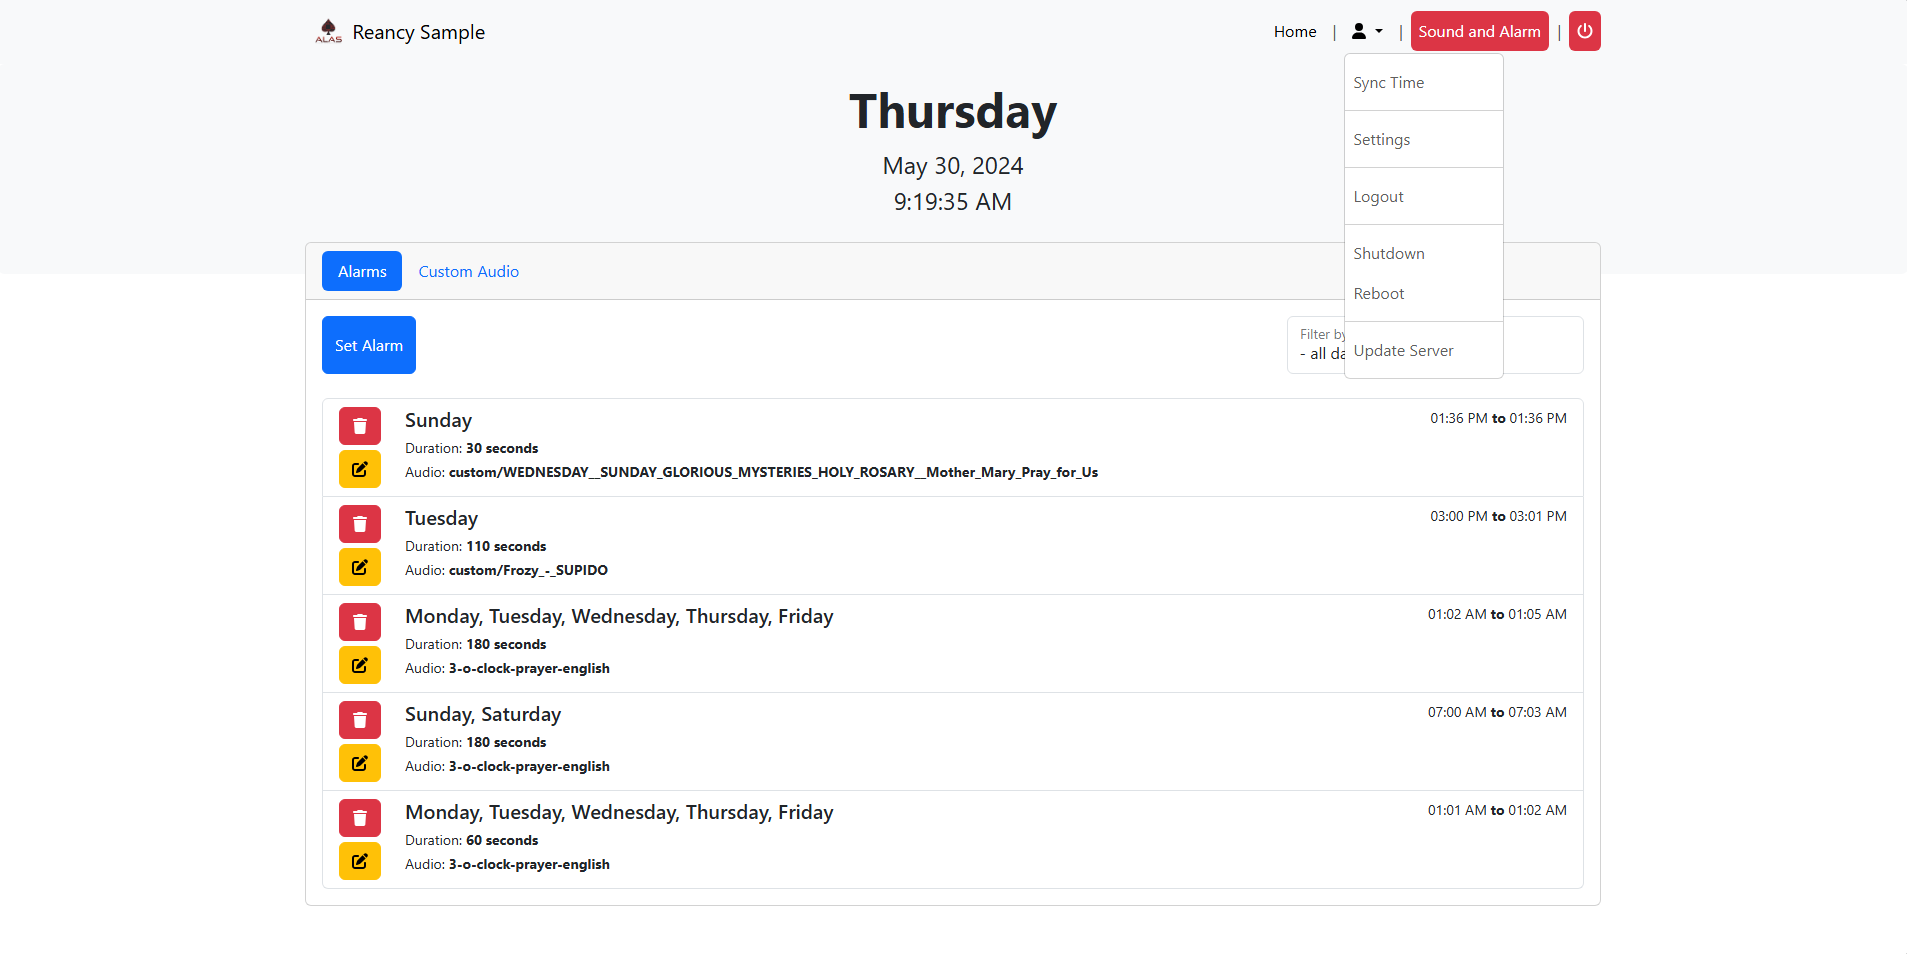 ALAS Reancy Sample
Home | | Sound and Alarm |
Sync Time
Settings
Logout
Shutdown
Reboot
Update Server
Thursday
May 30, 2024
9:19:35 AM
Alarms Custom Audio
Set Alarm
Filter by
- all da
Sunday 01:36 PM to 01:36 PM
Duration: 30 seconds
Audio: custom/WEDNESDAY__SUNDAY_GLORIOUS_MYSTERIES_HOLY_ROSARY__Mother_Mary_Pray_for_Us
Tuesday 03:00 PM to 03:01 PM
Duration: 110 seconds
Audio: custom/Frozy_-_SUPIDO
Monday, Tuesday, Wednesday, Thursday, Friday 01:02 AM to 01:05 AM
Duration: 180 seconds
Audio: 3-o-clock-prayer-english
Sunday, Saturday 07:00 AM to 07:03 AM
Duration: 180 seconds
Audio: 3-o-clock-prayer-english
Monday, Tuesday, Wednesday, Thursday, Friday 01:01 AM to 01:02 AM
Duration: 60 seconds
Audio: 3-o-clock-prayer-english